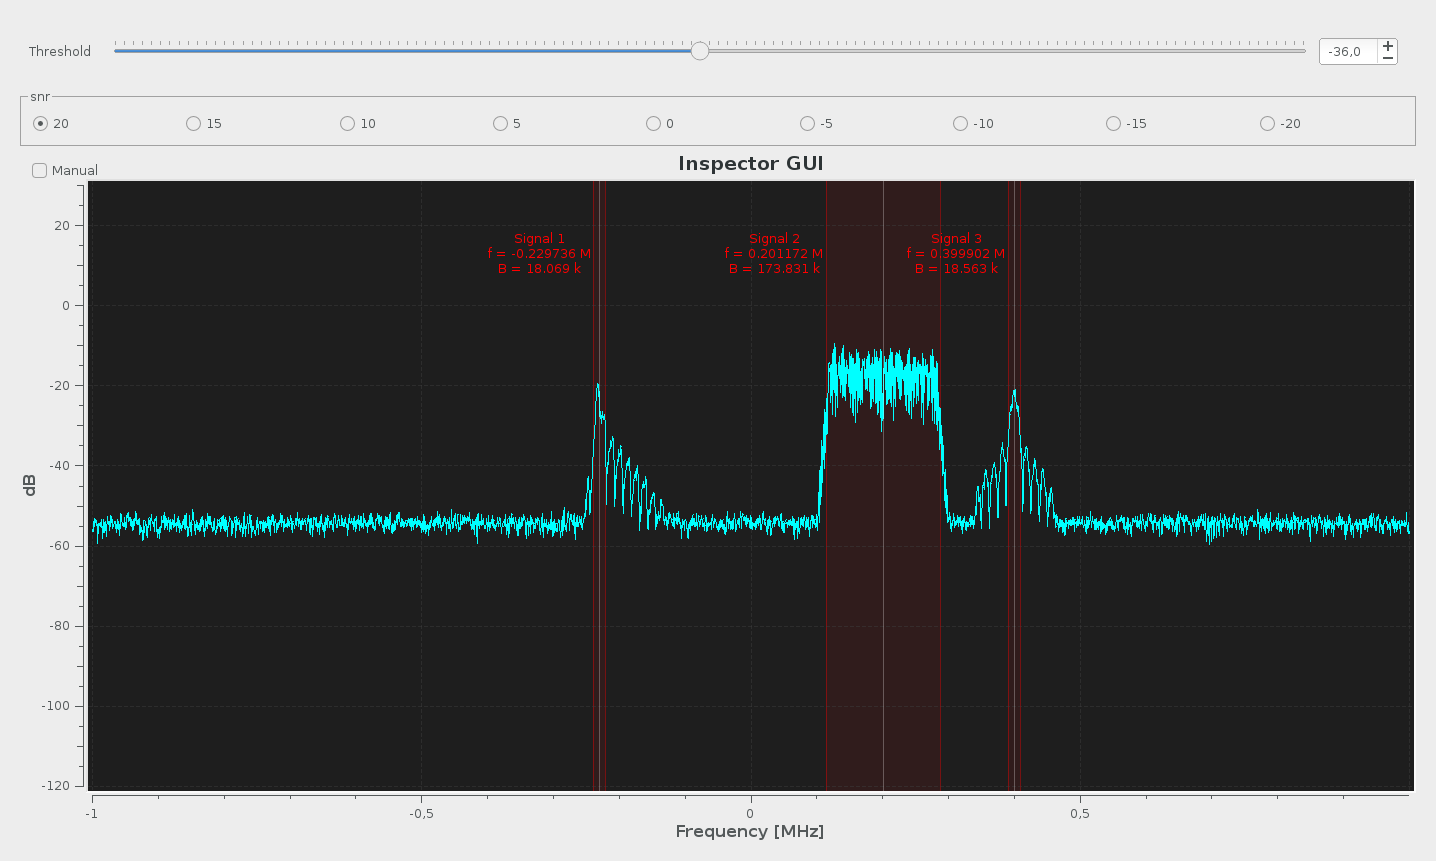 Threshold
-36,0
snr
20 15 10 5 0 -5 -10 -15 -20
Manual
Inspector GUI
Signal 1
f = -0.229736 M
B = 18.069 k
Signal 2
f = 0.201172 M
B = 173.831 k
Signal 3
f = 0.399902 M
B = 18.563 k
20
0
-20
-40
-60
-80
-100
-120
dB
-1 -0,5 0 0,5
Frequency [MHz]